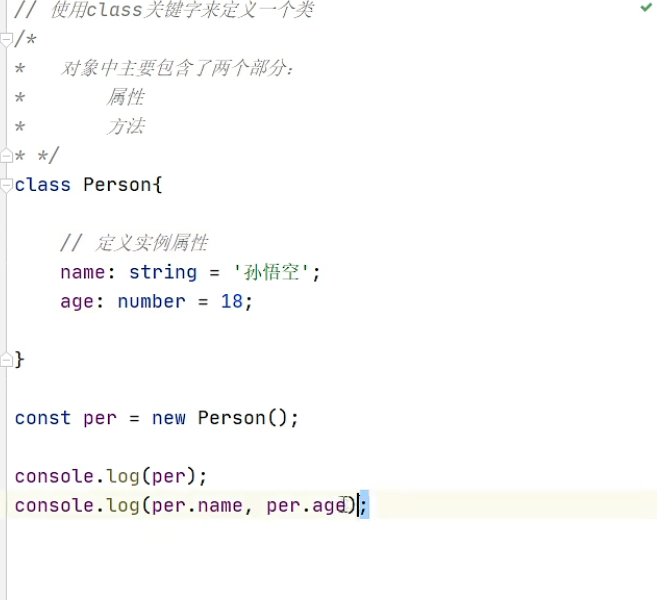 // 使用class关键字来定义一个类
/*
*   对象中主要包含了两个部分：
*       属性
*       方法
* */
class Person{
    // 定义实例属性
    name: string = '孙悟空';
    age: number = 18;
}
const per = new Person();
console.log(per);
console.log(per.name, per.age);